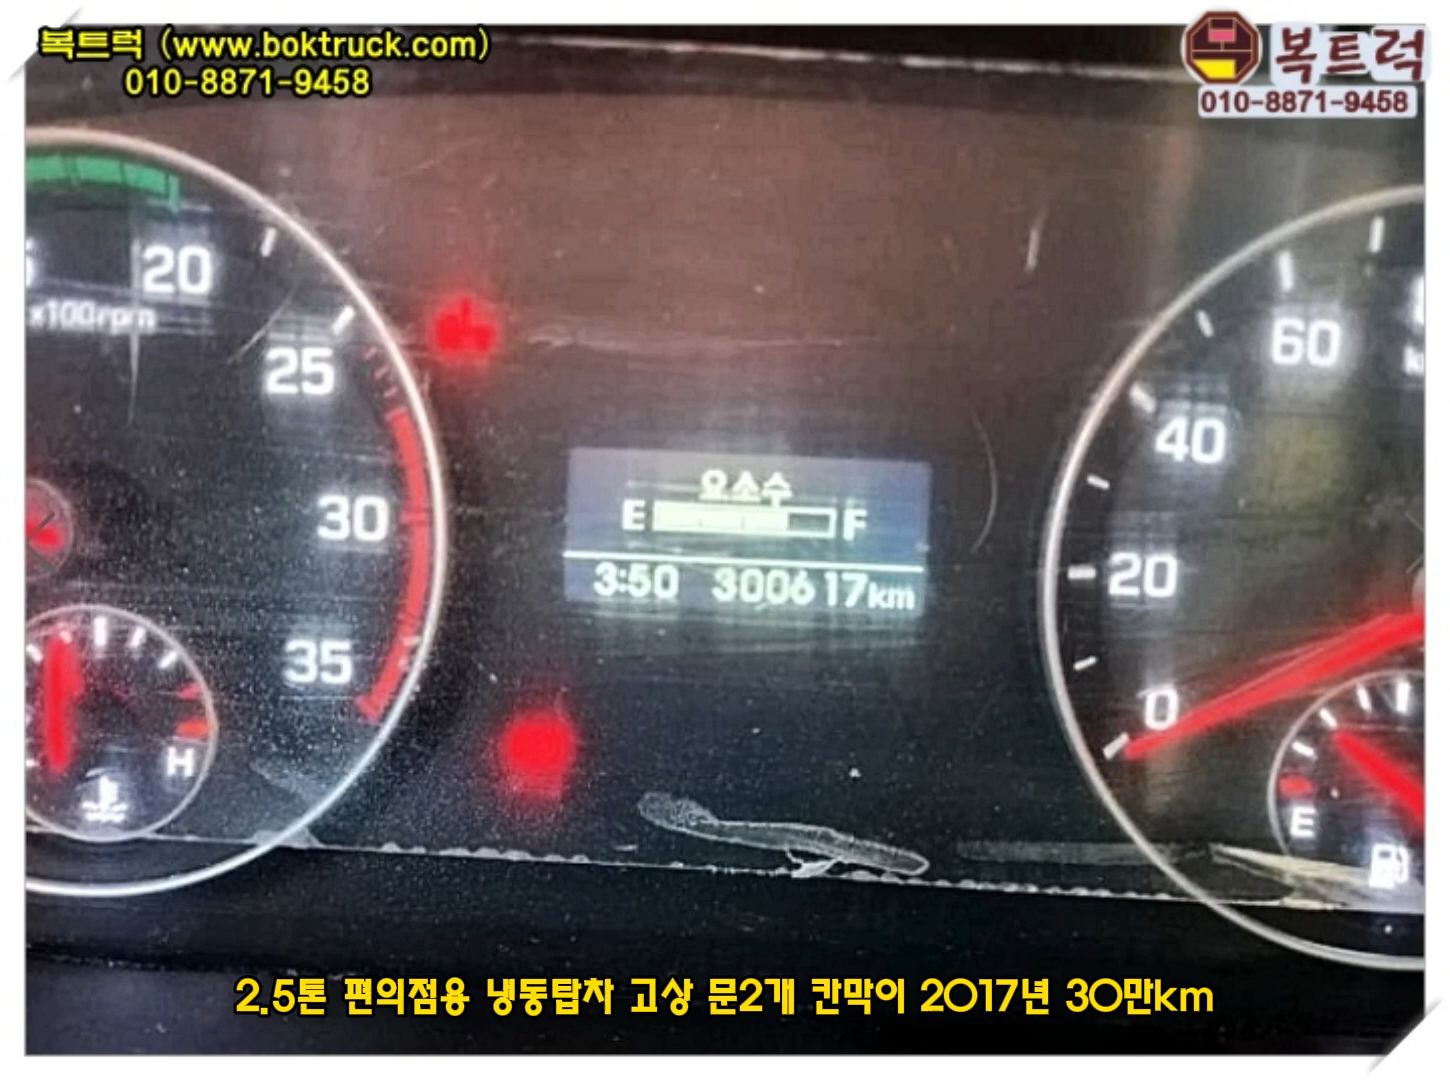 복트럭 (www.boktruck.com)
010-8871-9458
복트럭
010-8871-9458
20
x100rpm
25
30
35
H
요소수
E F
3:50 300617km
60
40
20
0
E
2.5톤 편의점용 냉동탑차 고상 문2개 칸막이 2017년 30만km